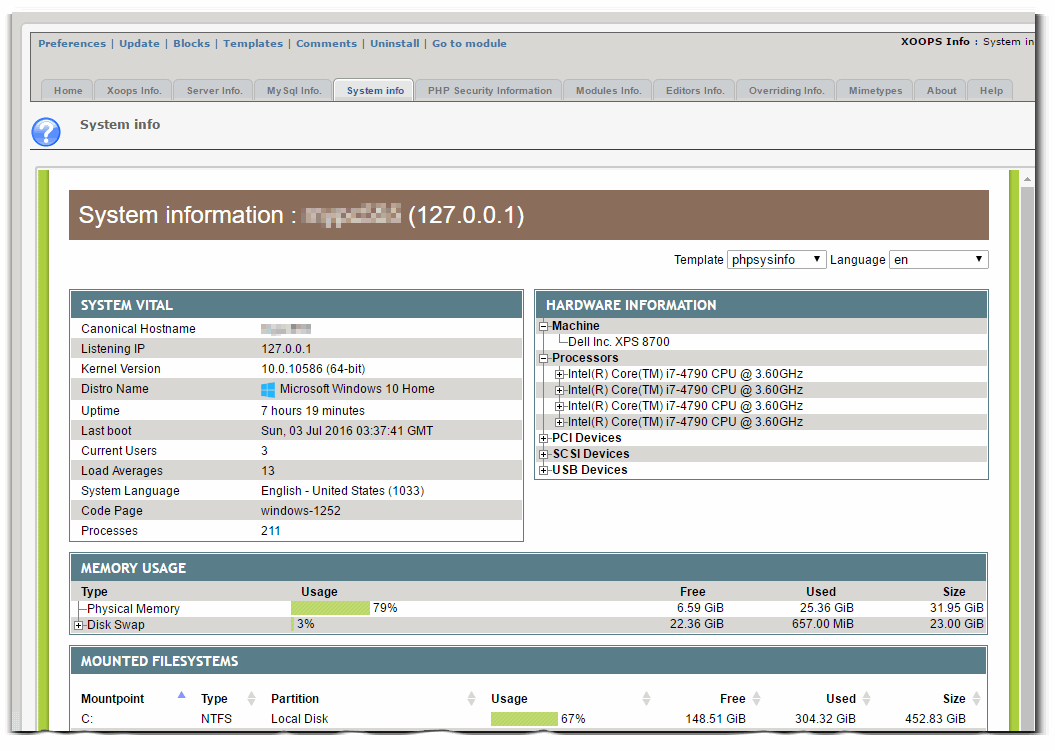 Preferences | Update | Blocks | Templates | Comments | Uninstall | Go to module
XOOPS Info : System in
Home Xoops Info. Server Info. MySql Info. System info PHP Security Information Modules Info. Editors Info. Overriding Info. Mimetypes About Help
System info
System information : (127.0.0.1)
Template phpsysinfo Language en
SYSTEM VITAL
Canonical Hostname
Listening IP 127.0.0.1
Kernel Version 10.0.10586 (64-bit)
Distro Name Microsoft Windows 10 Home
Uptime 7 hours 19 minutes
Last boot Sun, 03 Jul 2016 03:37:41 GMT
Current Users 3
Load Averages 13
System Language English - United States (1033)
Code Page windows-1252
Processes 211
HARDWARE INFORMATION
Machine
Dell Inc. XPS 8700
Processors
Intel(R) Core(TM) i7-4790 CPU @ 3.60GHz
Intel(R) Core(TM) i7-4790 CPU @ 3.60GHz
Intel(R) Core(TM) i7-4790 CPU @ 3.60GHz
Intel(R) Core(TM) i7-4790 CPU @ 3.60GHz
PCI Devices
SCSI Devices
USB Devices
MEMORY USAGE
Type Usage Free Used Size
Physical Memory 79% 6.59 GiB 25.36 GiB 31.95 GiB
Disk Swap 3% 22.36 GiB 657.00 MiB 23.00 GiB
MOUNTED FILESYSTEMS
Mountpoint Type Partition Usage Free Used Size
C: NTFS Local Disk 67% 148.51 GiB 304.32 GiB 452.83 GiB